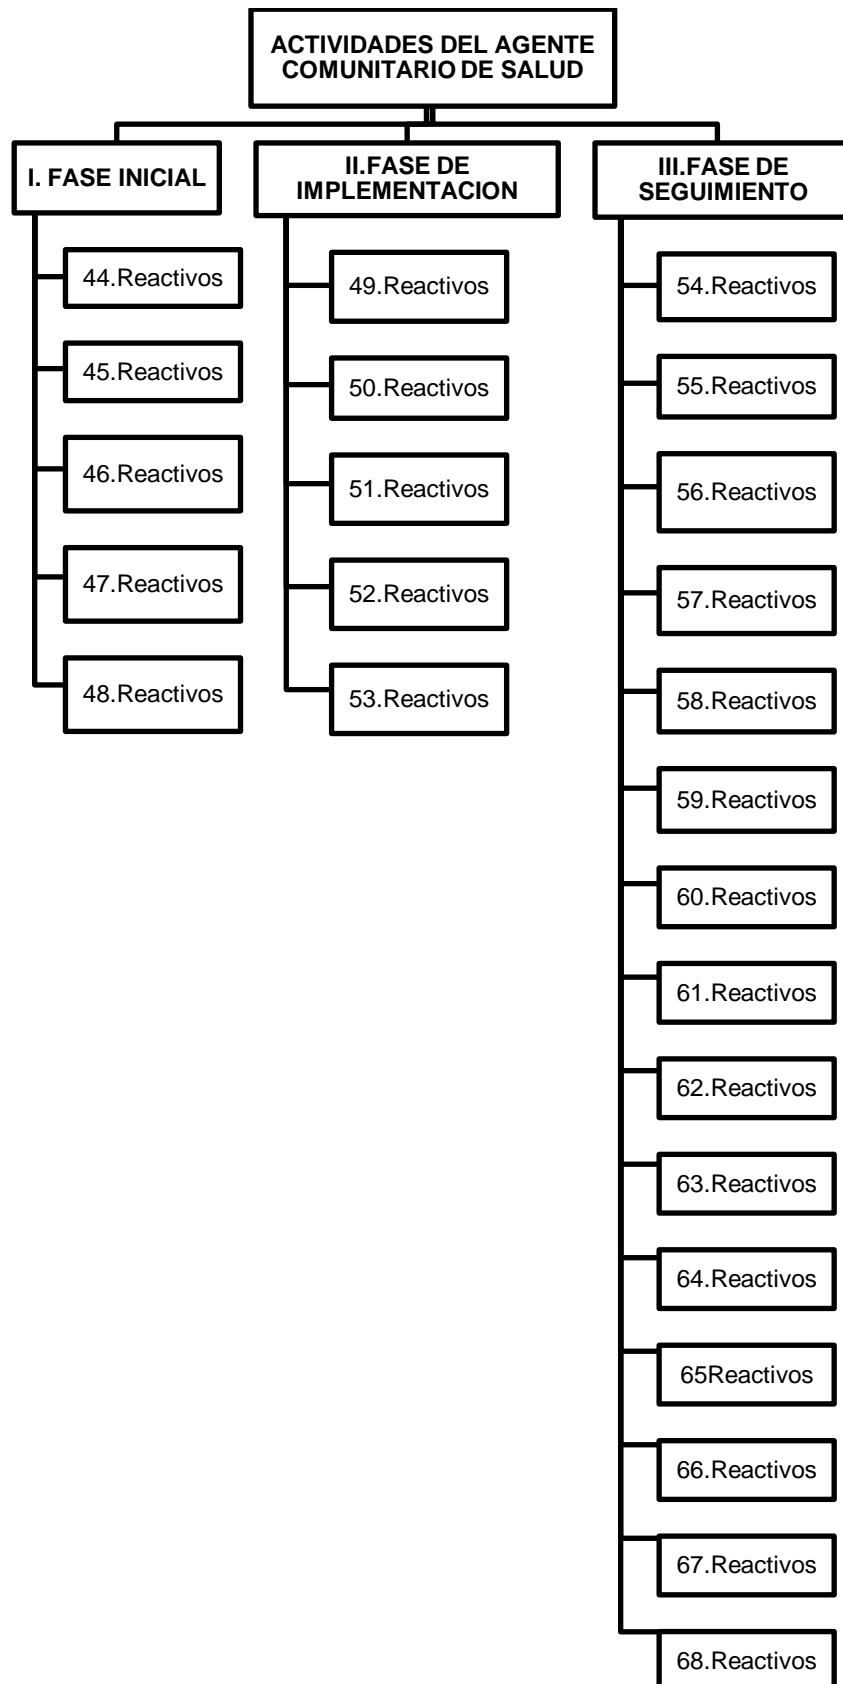 ACTIVIDADES DEL AGENTE
COMUNITARIO DE SALUD
I. FASE INICIAL
44.Reactivos
45.Reactivos
46.Reactivos
47.Reactivos
48.Reactivos
II.FASE DE
IMPLEMENTACION
49.Reactivos
50.Reactivos
51.Reactivos
52.Reactivos
53.Reactivos
III.FASE DE
SEGUIMIENTO
54.Reactivos
55.Reactivos
56.Reactivos
57.Reactivos
58.Reactivos
59.Reactivos
60.Reactivos
61.Reactivos
62.Reactivos
63.Reactivos
64.Reactivos
65Reactivos
66.Reactivos
67.Reactivos
68.Reactivos